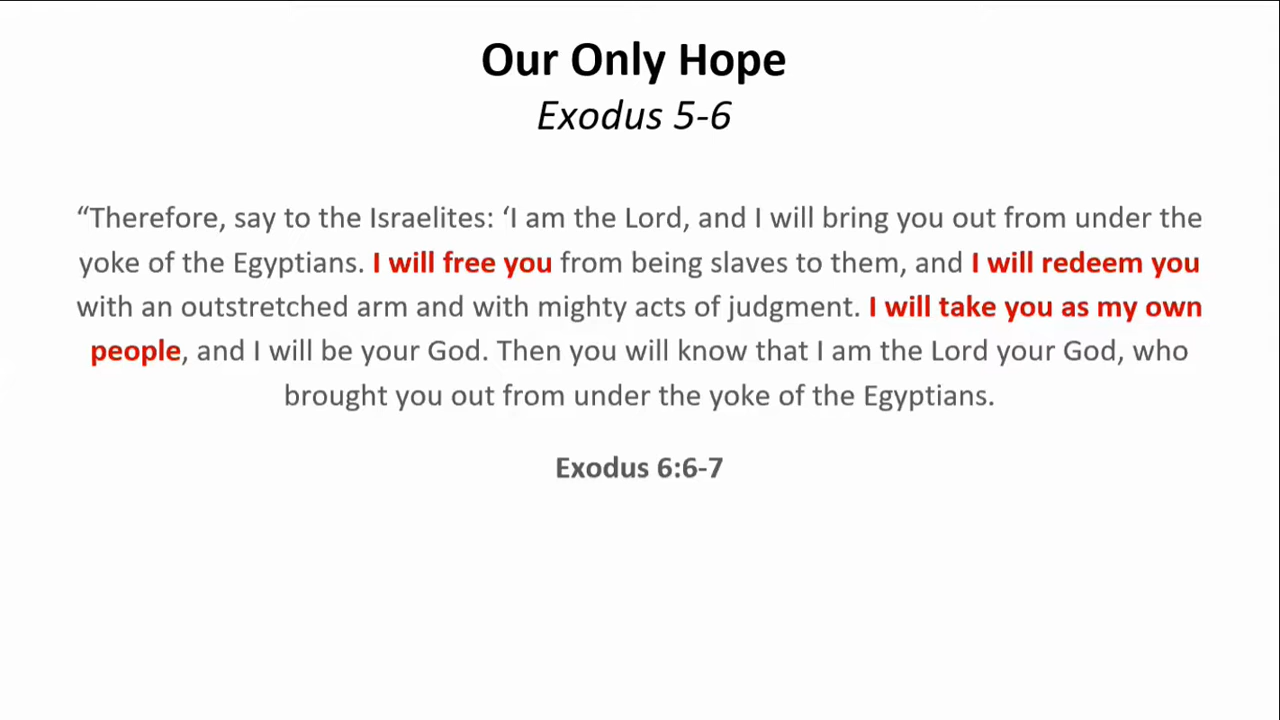 Our Only Hope
Exodus 5-6
“Therefore, say to the Israelites: ‘I am the Lord, and I will bring you out from under the
yoke of the Egyptians. I will free you from being slaves to them, and I will redeem you
with an outstretched arm and with mighty acts of judgment. I will take you as my own
people, and I will be your God. Then you will know that I am the Lord your God, who
brought you out from under the yoke of the Egyptians.
Exodus 6:6-7